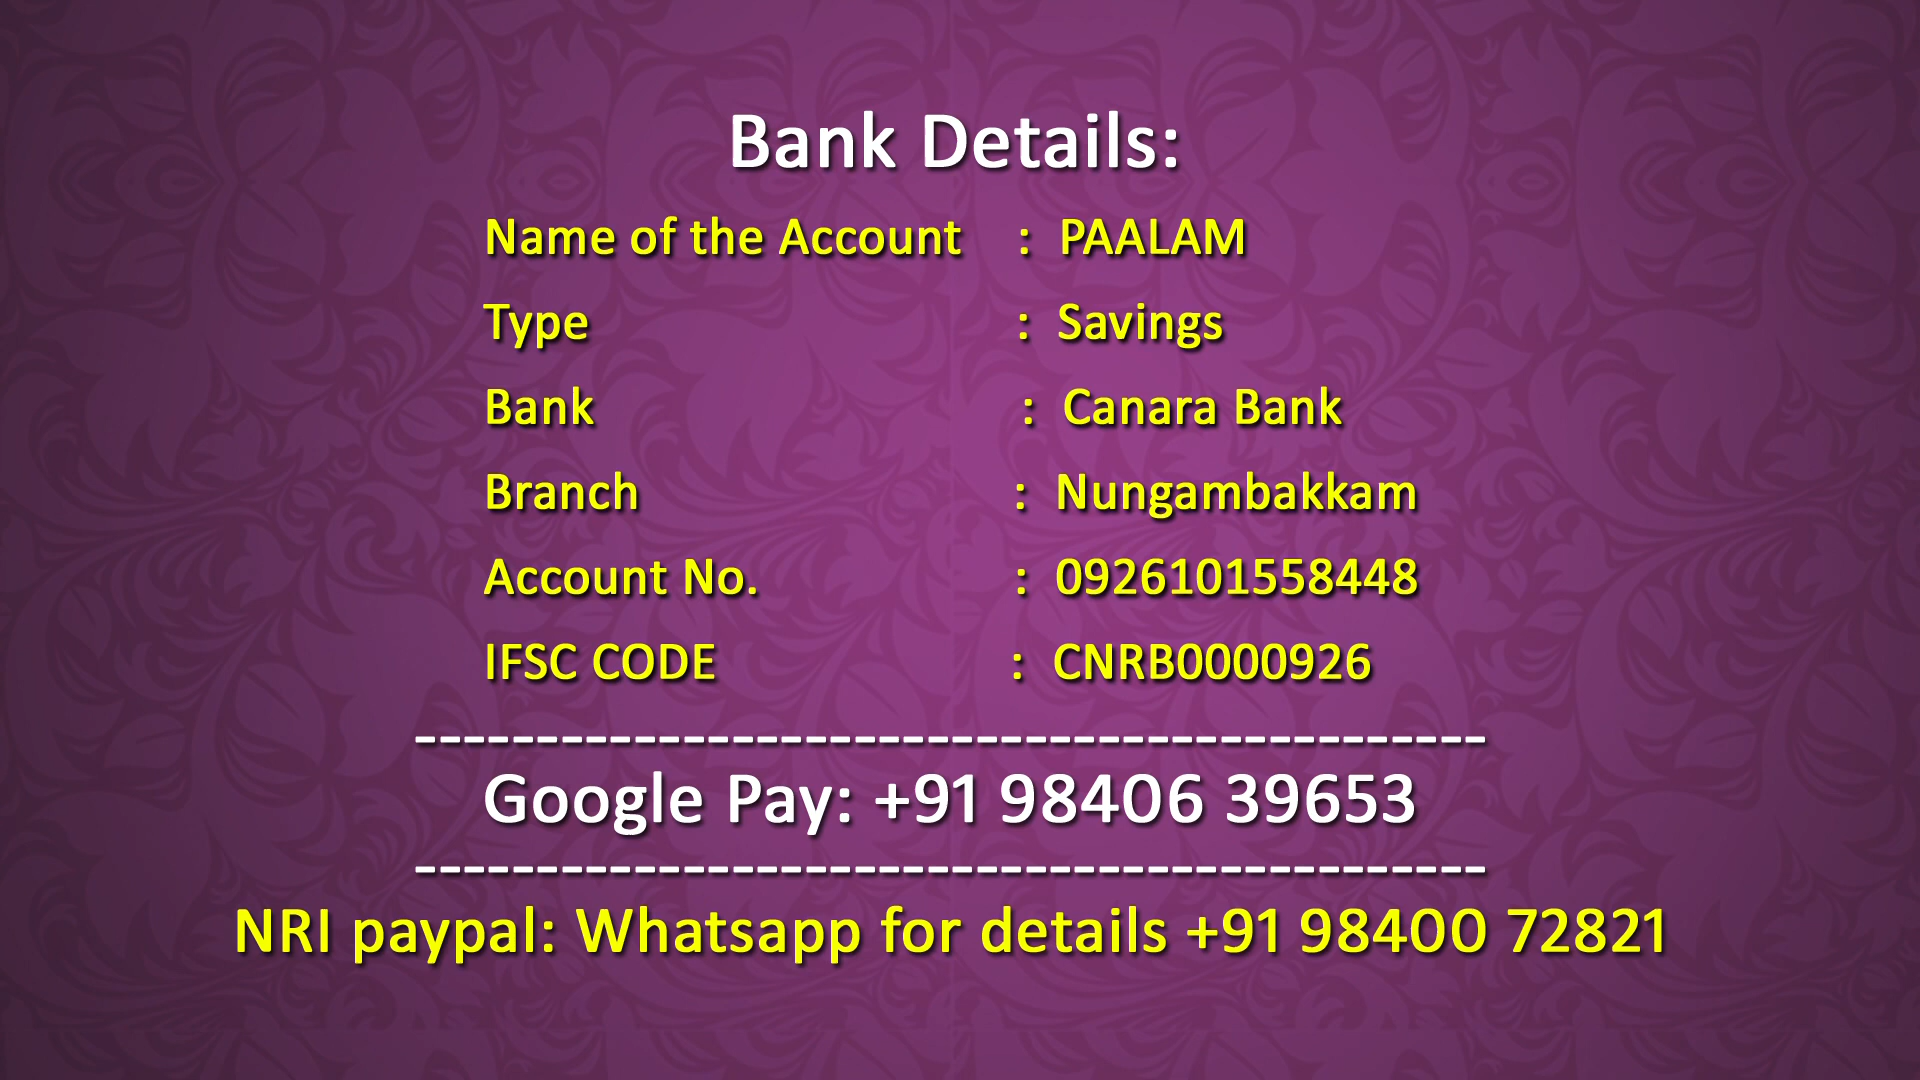 Bank Details:
Name of the Account : PAALAM
Type : Savings
Bank : Canara Bank
Branch : Nungambakkam
Account No. : 0926101558448
IFSC CODE : CNRB0000926
--------------------------------------------
Google Pay: +91 98406 39653
--------------------------------------------
NRI paypal: Whatsapp for details +91 98400 72821